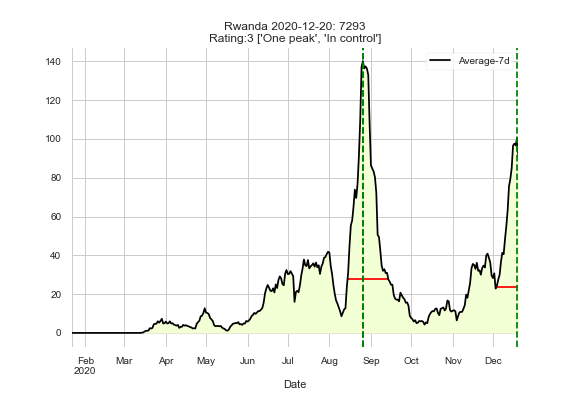 Rwanda 2020-12-20: 7293
Rating:3 ['One peak', 'In control']
Average-7d
140
120
100
80
60
40
20
0
Feb Mar Apr May Jun Jul Aug Sep Oct Nov Dec
2020
Date